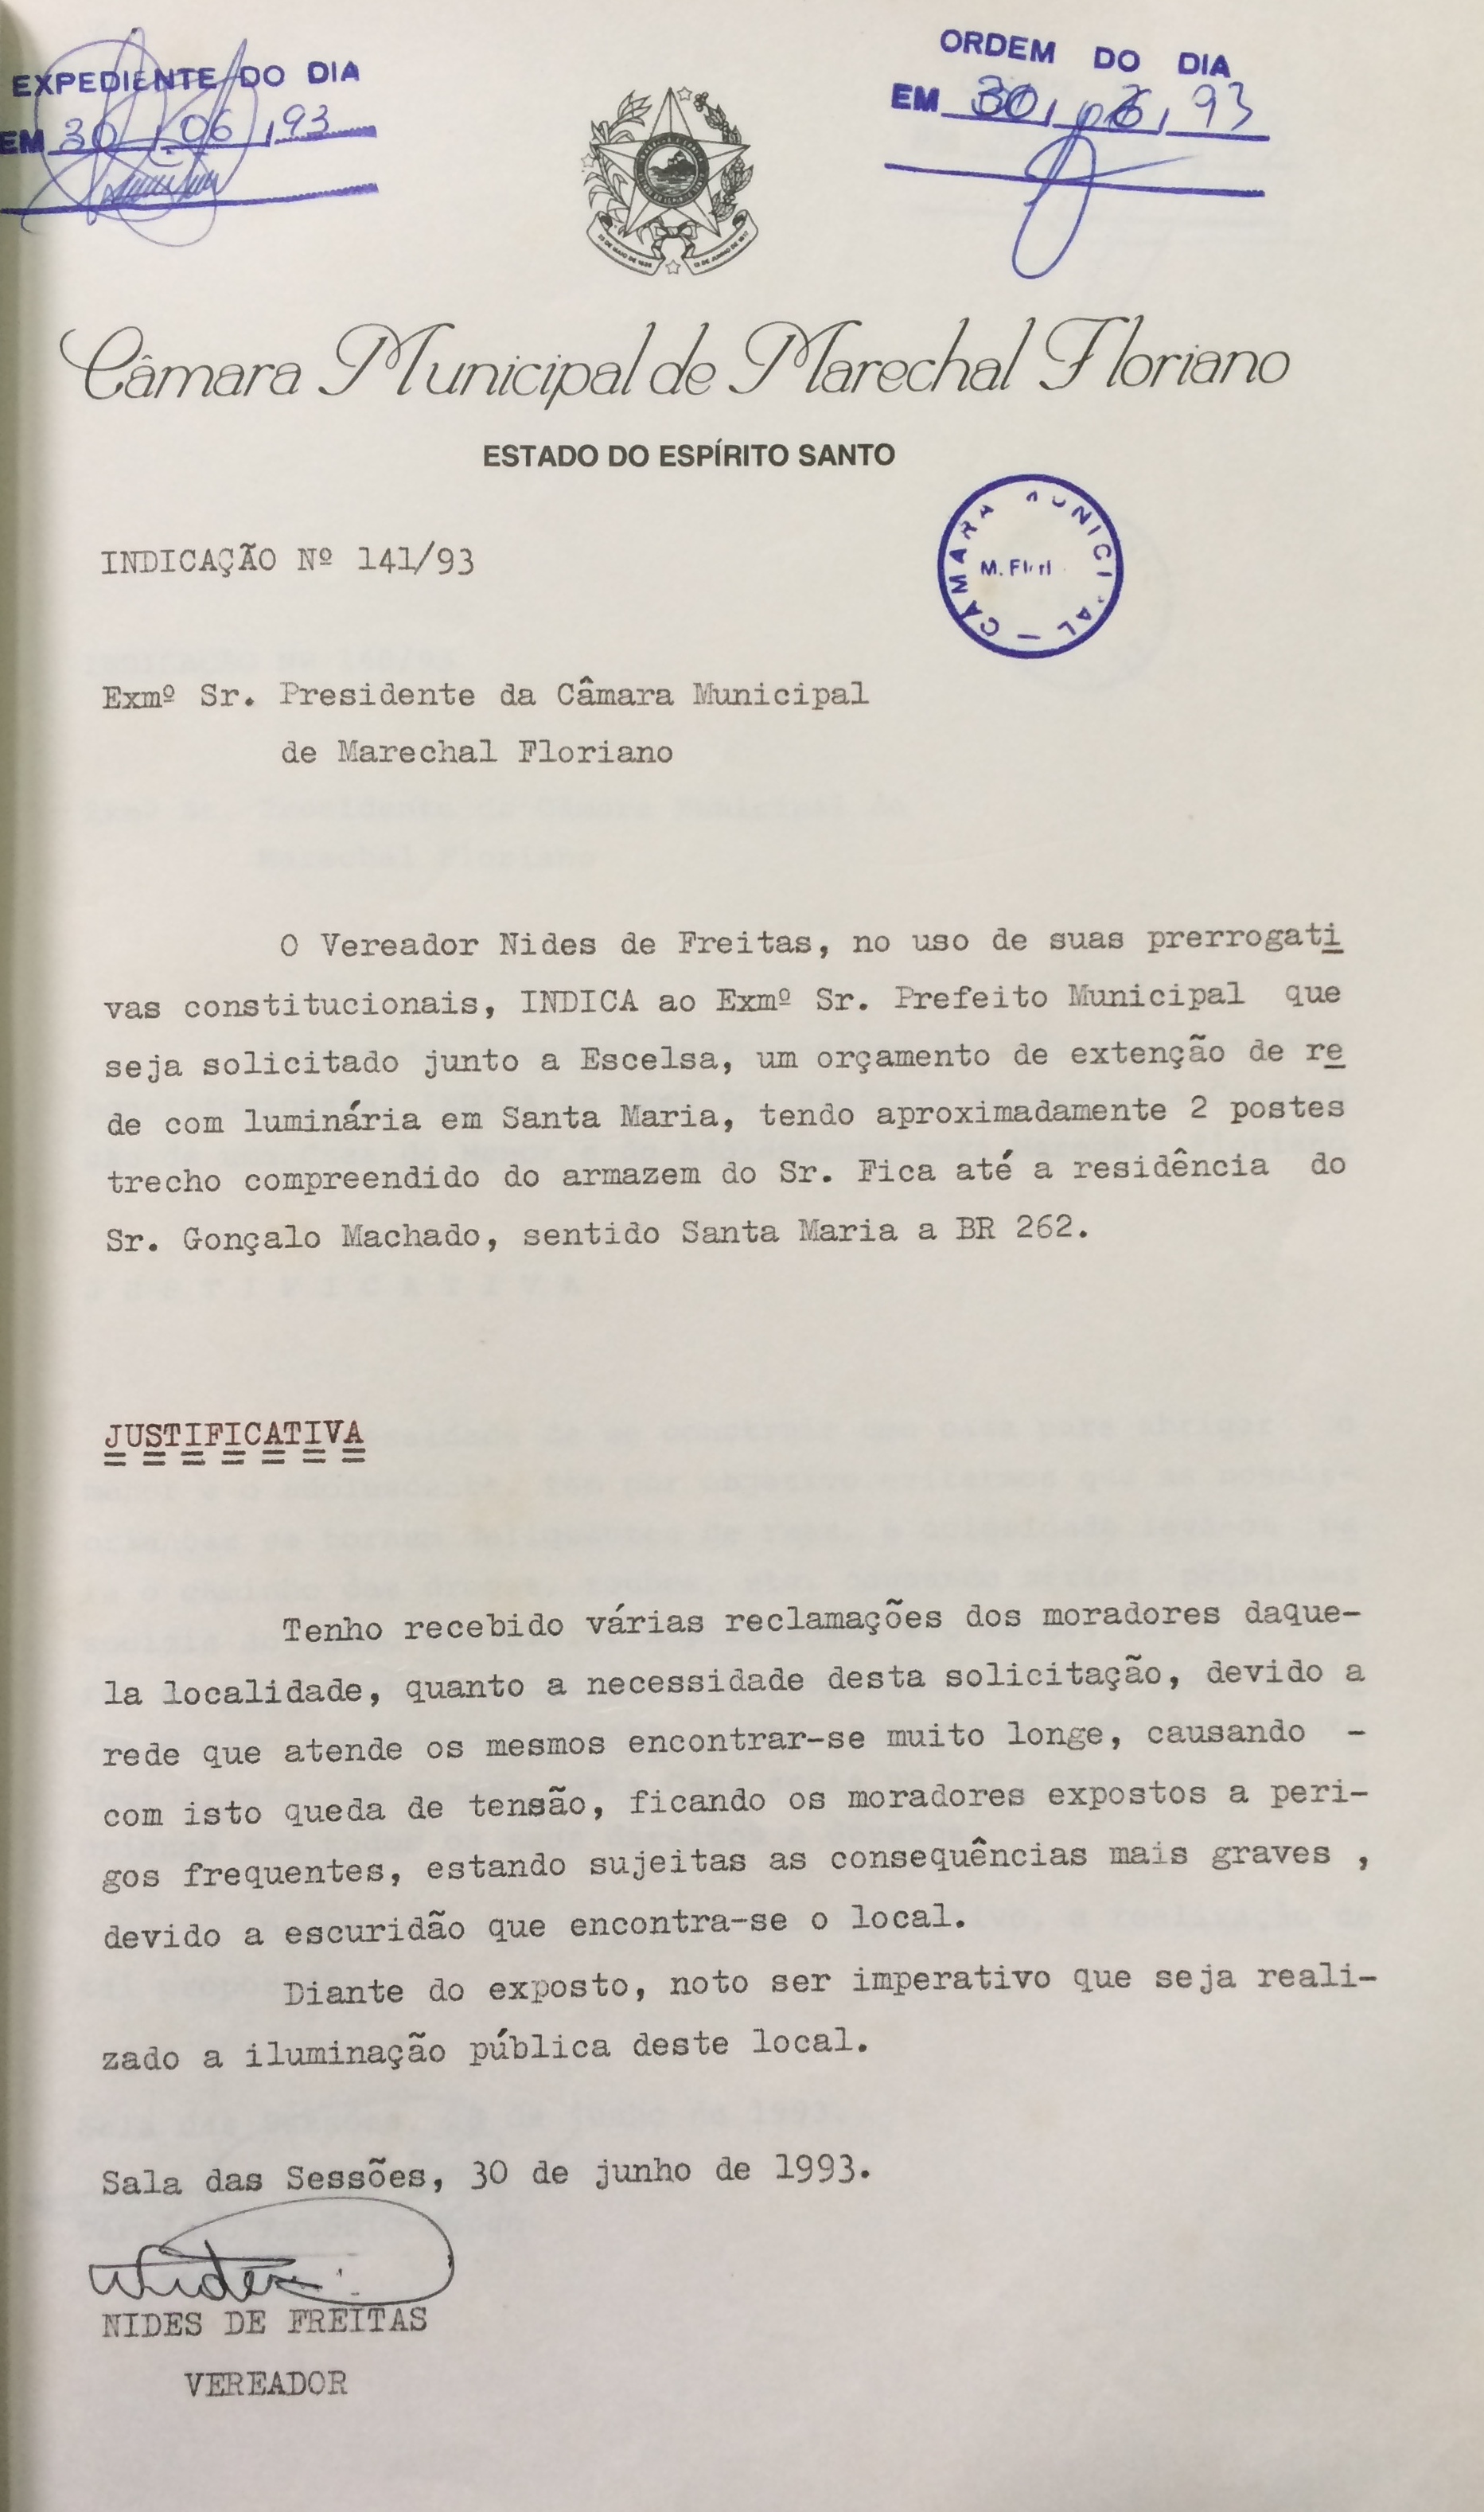 EXPEDIENTE DO DIA
EM 30 / 06 / 93
ORDEM DO DIA
EM 30 / 06 / 93
Câmara Municipal de Marechal Floriano
ESTADO DO ESPÍRITO SANTO
CÂMARA MUNICIPAL —
INDICAÇÃO Nº 141/93
Exmº Sr. Presidente da Câmara Municipal
de Marechal Floriano
O Vereador Nides de Freitas, no uso de suas prerrogati
vas constitucionais, INDICA ao Exmº Sr. Prefeito Municipal que
seja solicitado junto a Escelsa, um orçamento de extenção de re
de com luminária em Santa Maria, tendo aproximadamente 2 postes
trecho compreendido do armazem do Sr. Fica até a residência do
Sr. Gonçalo Machado, sentido Santa Maria a BR 262.
JUSTIFICATIVA
= = = = = = =
Tenho recebido várias reclamações dos moradores daque-
la localidade, quanto a necessidade desta solicitação, devido a
rede que atende os mesmos encontrar-se muito longe, causando -
com isto queda de tensão, ficando os moradores expostos a peri-
gos frequentes, estando sujeitas as consequências mais graves ,
devido a escuridão que encontra-se o local.
Diante do exposto, noto ser imperativo que seja reali-
zado a iluminação pública deste local.
Sala das Sessões, 30 de junho de 1993.
NIDES DE FREITAS
VEREADOR